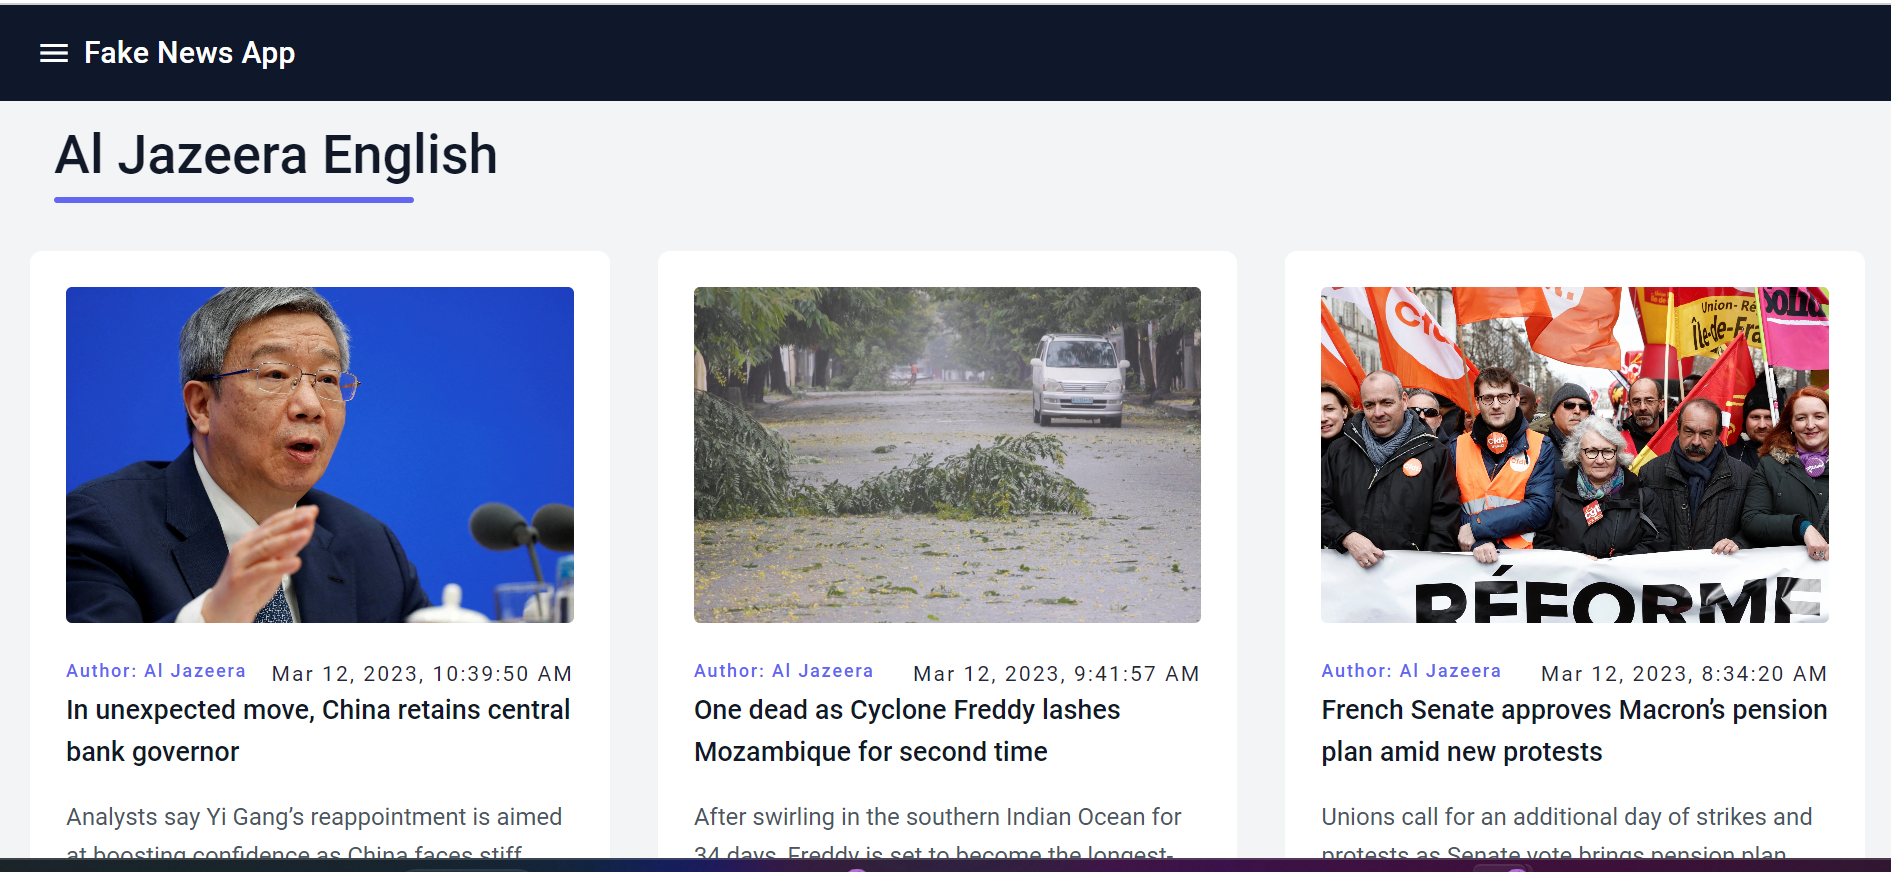 Fake News App
Al Jazeera English
Author: Al Jazeera
Mar 12, 2023, 10:39:50 AM
In unexpected move, China retains central
bank governor
Analysts say Yi Gang’s reappointment is aimed
at boosting confidence as China faces stiff
Author: Al Jazeera
Mar 12, 2023, 9:41:57 AM
One dead as Cyclone Freddy lashes
Mozambique for second time
After swirling in the southern Indian Ocean for
34 days, Freddy is set to become the longest-
Cfdt
Union- Ré
Île-de-Fra
cgt
RÉFORME
Author: Al Jazeera
Mar 12, 2023, 8:34:20 AM
French Senate approves Macron’s pension
plan amid new protests
Unions call for an additional day of strikes and
protests as Senate vote brings pension plan